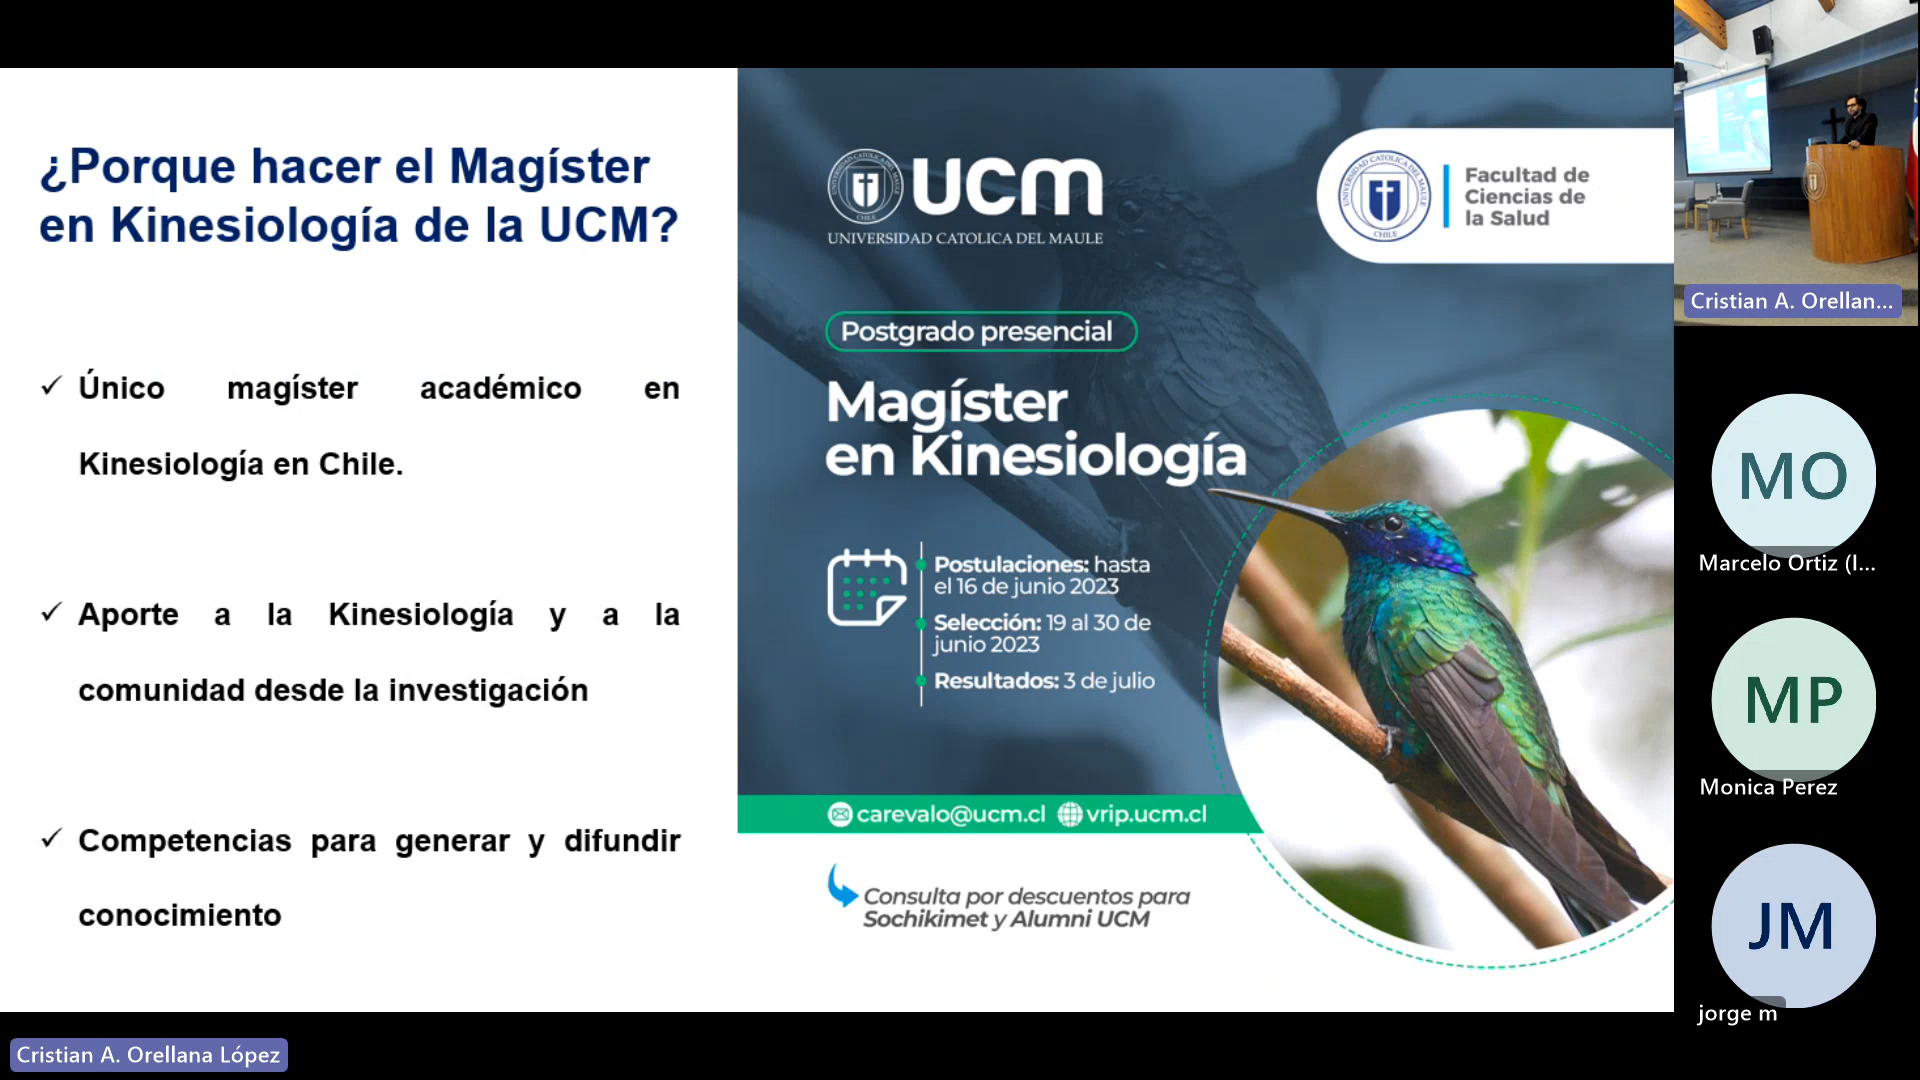 ¿Porque hacer el Magíster
en Kinesiología de la UCM?
✓ Único magíster académico en
Kinesiología en Chile.
✓ Aporte a la Kinesiología y a la
comunidad desde la investigación
✓ Competencias para generar y difundir
conocimiento
ucm
UNIVERSIDAD CATOLICA DEL MAULE
Facultad de
Ciencias de
la Salud
Postgrado presencial
Magíster
en Kinesiología
Postulaciones: hasta
el 16 de junio 2023
Selección: 19 al 30 de
junio 2023
Resultados: 3 de julio
carevalo@ucm.cl vrip.ucm.cl
Consulta por descuentos para
Sochikimet y Alumni UCM
Cristian A. Orellan...
MO
Marcelo Ortiz (I...
MP
Monica Perez
JM
jorge m
Cristian A. Orellana López